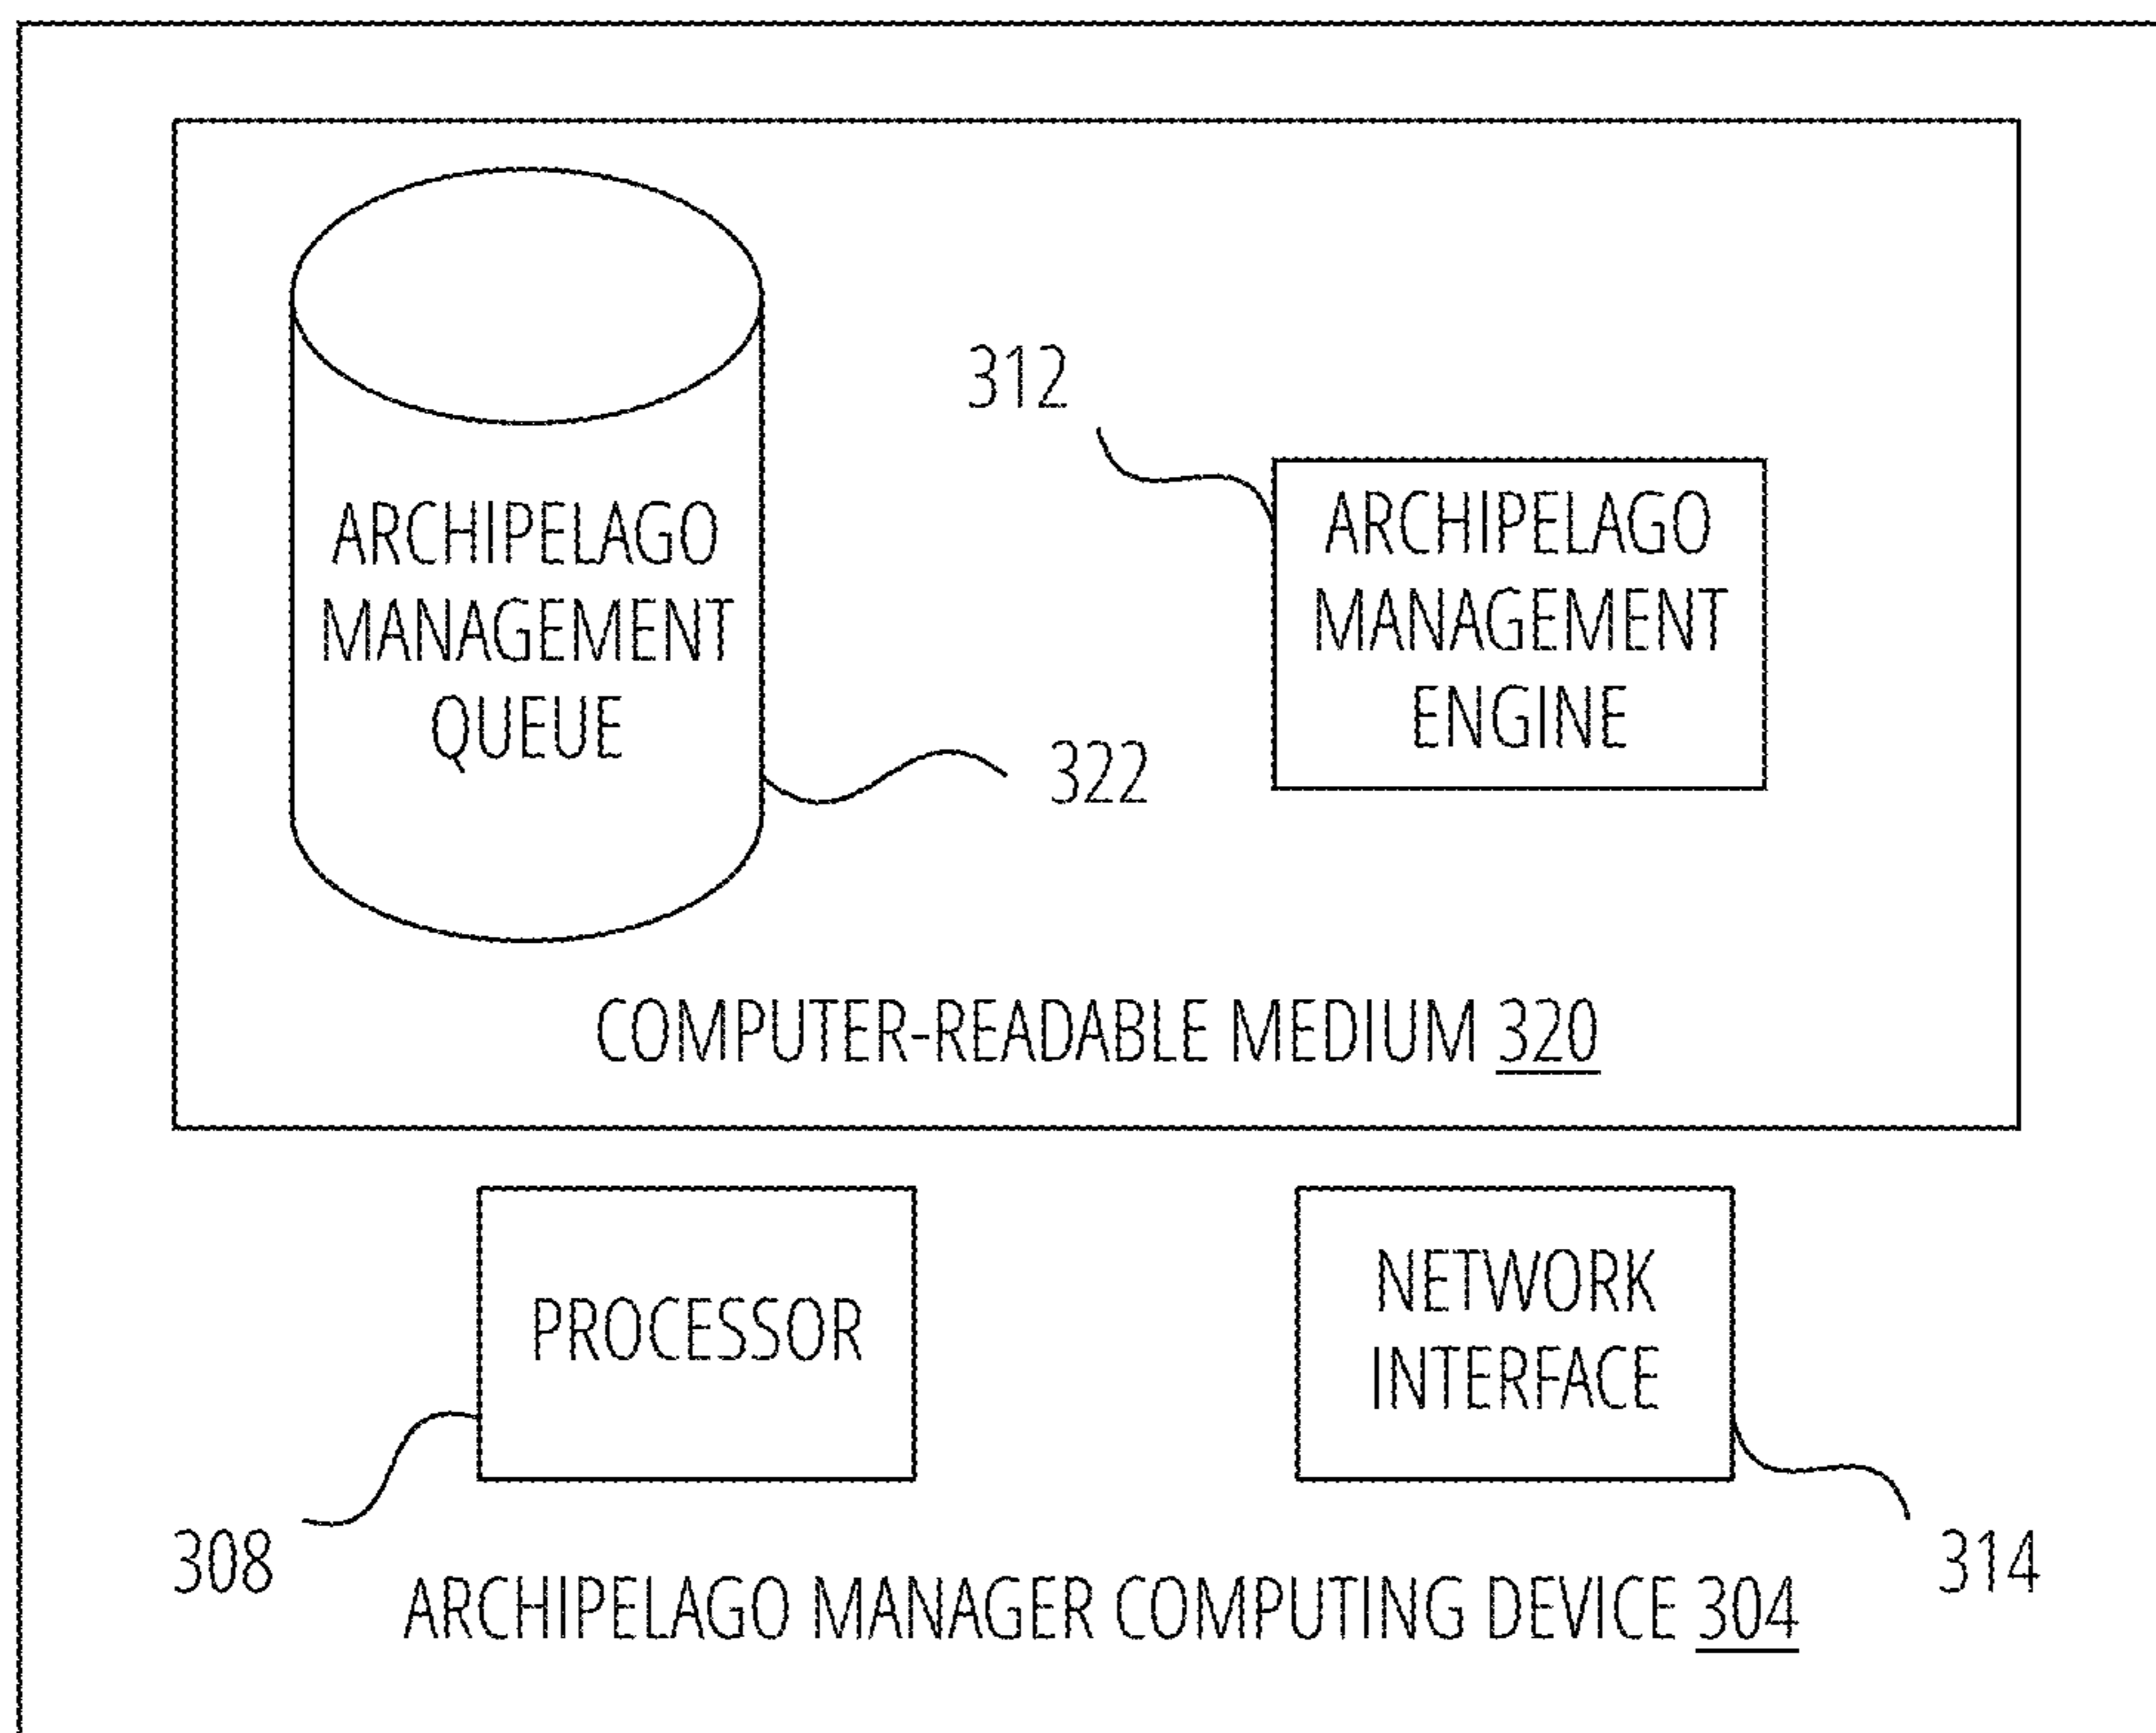 312
ARCHIPELAGO
MANAGEMENT
QUEUE
322
ARCHIPELAGO
MANAGEMENT
ENGINE
COMPUTER-READABLE MEDIUM 320
PROCESSOR
308
NETWORK
INTERFACE
314
ARCHIPELAGO MANAGER COMPUTING DEVICE 304